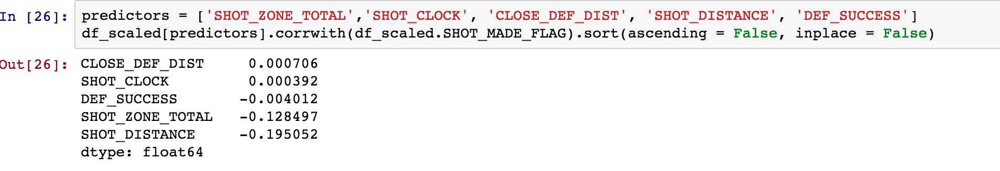 In [26]: predictors = ['SHOT_ZONE_TOTAL','SHOT_CLOCK', 'CLOSE_DEF_DIST', 'SHOT_DISTANCE', 'DEF_SUCCESS']
df_scaled[predictors].corrwith(df_scaled.SHOT_MADE_FLAG).sort(ascending = False, inplace = False)
Out[26]: CLOSE_DEF_DIST 0.000706
SHOT_CLOCK 0.000392
DEF_SUCCESS -0.004012
SHOT_ZONE_TOTAL -0.128497
SHOT_DISTANCE -0.195052
dtype: float64